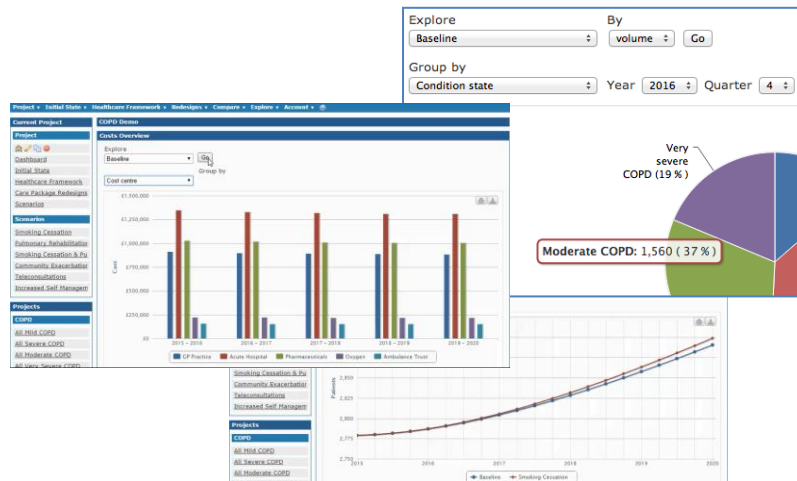 Explore By
Baseline volume Go
Group by
Condition state Year 2016 Quarter 4
Very
severe
COPD (19 %)
Moderate COPD: 1,560 ( 37 %)
Project Initial State Healthcare Framework Redesigns Compare Explore Account
Current Project
Project
Dashboard
Initial State
Healthcare Framework
Care Package Redesigns
Scenarios
Scenarios
Smoking Cessation
Pulmonary Rehabilitation
Smoking Cessation & Pu
Community Exacerbation
Teleconsultations
Increased Self Managem
Projects
COPD
All Mild COPD
All Severe COPD
All Moderate COPD
All Very Severe COPD
COPD Demo
Costs Overview
Explore
Baseline Go
Group by
Cost centre
£1,500,000
£1,250,000
£1,000,000
£750,000
£500,000
£250,000
£0
Cost
2015 - 2016 2016 - 2017 2017 - 2018 2018 - 2019 2019 - 2020
GP Practice Acute Hospital Pharmaceuticals Oxygen Ambulance Trust
Smoking Cessation & Pu
Community Exacerbation
Teleconsultations
Increased Self Managem
Projects
COPD
All Mild COPD
All Severe COPD
All Moderate COPD
Patients
2,850
2,800
2,750
2015 2016 2017 2018 2019 2020
Baseline Smoking Cessation